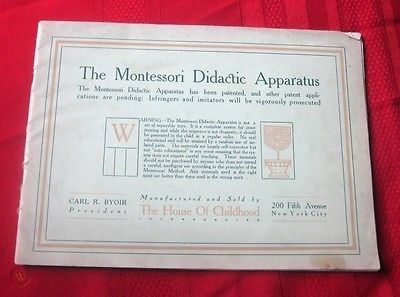 The Montessori Didactic Apparatus
The Montessori Didactic Apparatus has been patented, and other patent appli-
cations are pending: Infringers and imitators will be vigorously prosecuted
WARNING—The Montessori Didactic Apparatus is not a
set of separable toys. It is a complete system for sense
training and while the sequence is not dogmatic, it should
be presented to the child in a regular order. No real
educational end will be attained by a random use of iso-
lated parts. The materials are largely self-corrective but
not "auto educational" in any sense meaning that the sys-
tem does not require careful teaching. These materials
should not be purchased by anyone who does not intend
a careful, intelligent use according to the principles of the
Montessori Method. Any materials used in the right
spirit are better than these used in the wrong spirit
CARL R. BYOIR
President
Manufactured and Sold by
The House Of Childhood
INCORPORATED
200 Fifth Avenue
New York City